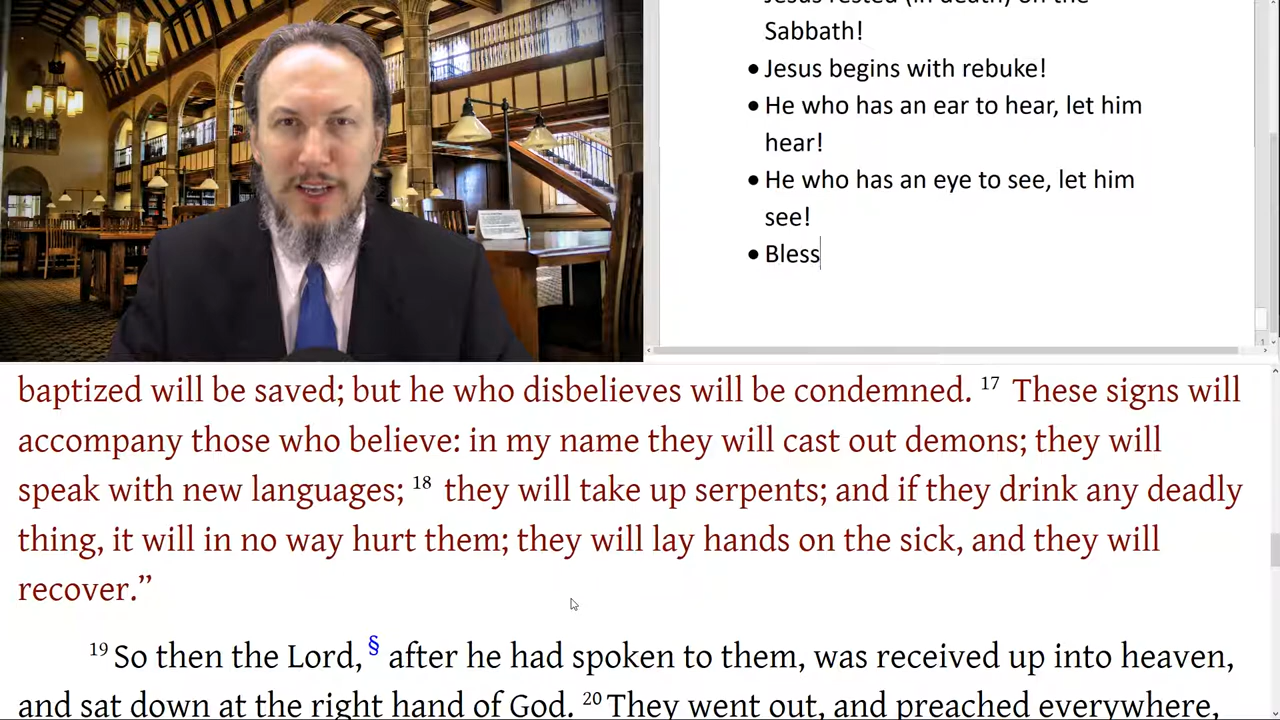 Jesus rested (in death) on the
Sabbath!
• Jesus begins with rebuke!
• He who has an ear to hear, let him
hear!
• He who has an eye to see, let him
see!
• Bless
baptized will be saved; but he who disbelieves will be condemned. 17 These signs will
accompany those who believe: in my name they will cast out demons; they will
speak with new languages; 18 they will take up serpents; and if they drink any deadly
thing, it will in no way hurt them; they will lay hands on the sick, and they will
recover.”
19 So then the Lord,§ after he had spoken to them, was received up into heaven,
and sat down at the right hand of God. 20 They went out, and preached everywhere,